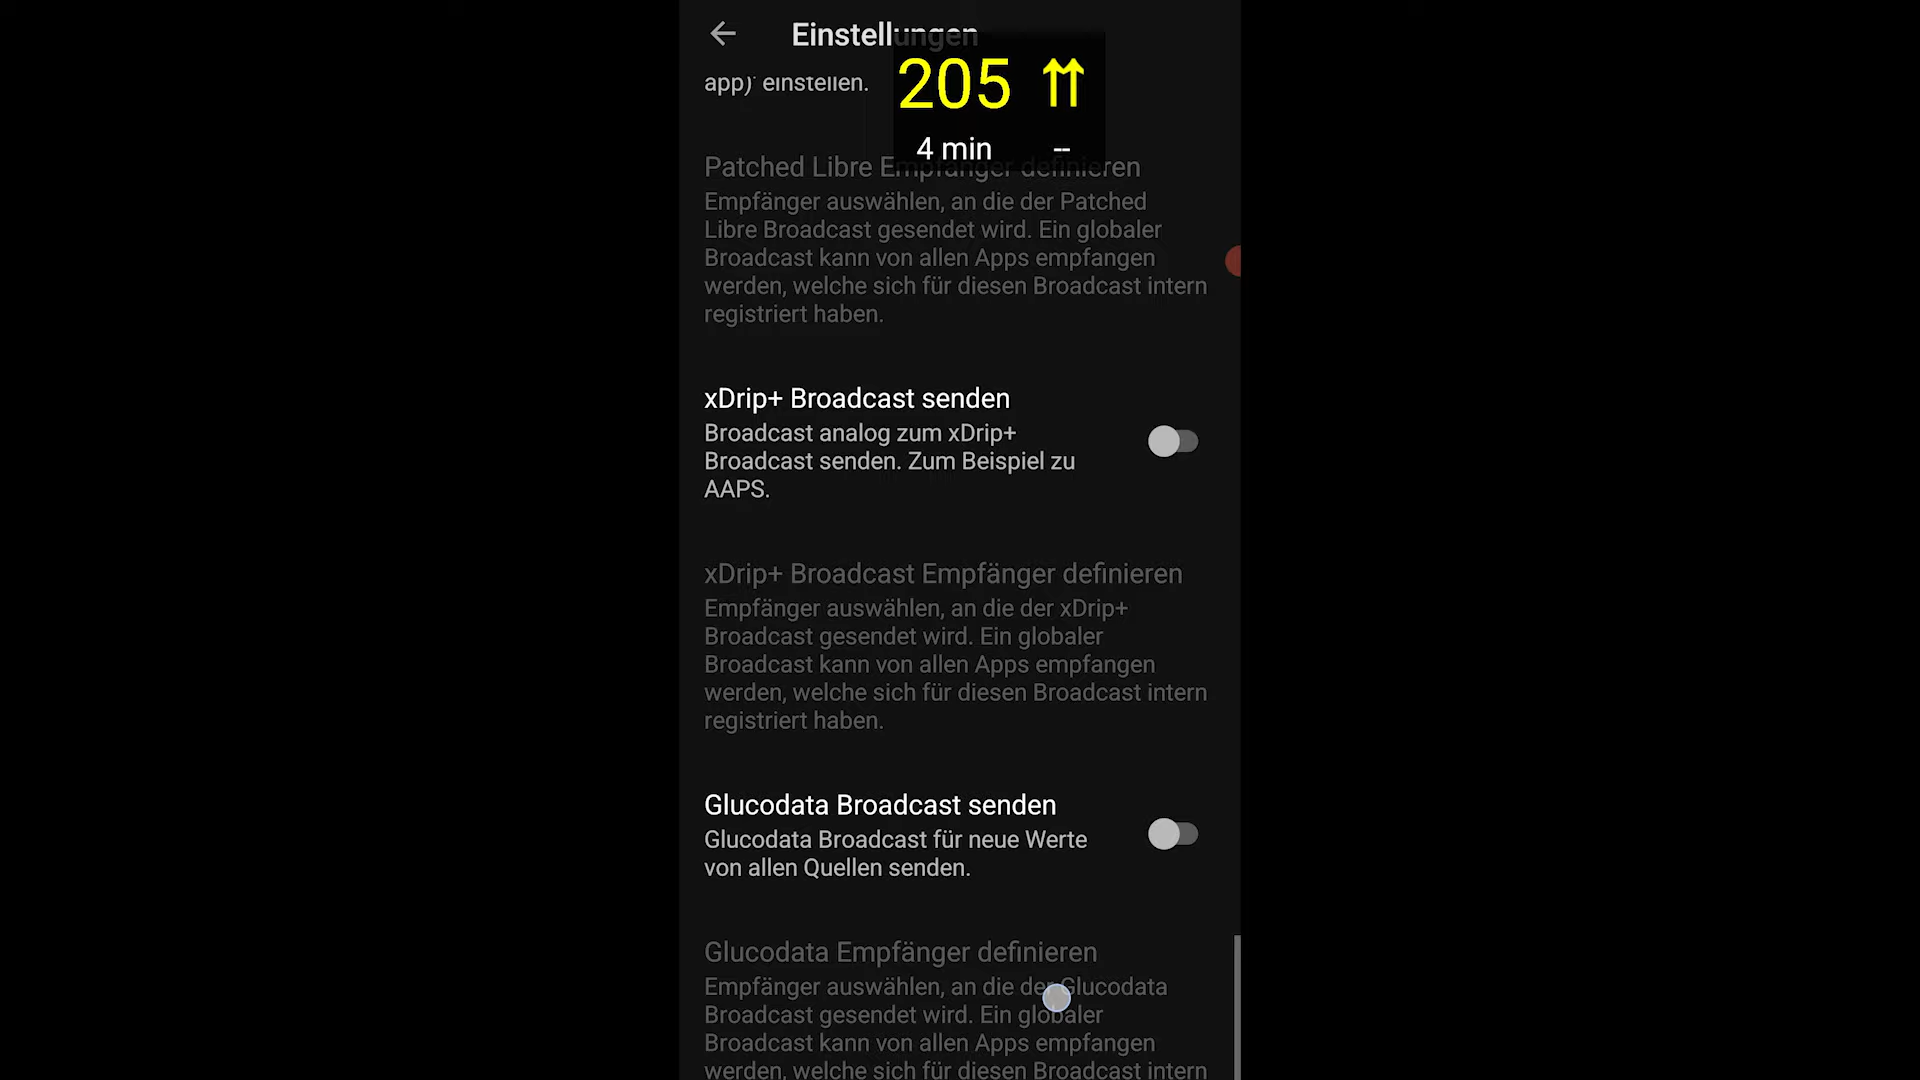 Einstellungen
app) einstellen.
205
4 min --
Patched Libre Empfänger definieren
Empfänger auswählen, an die der Patched
Libre Broadcast gesendet wird. Ein globaler
Broadcast kann von allen Apps empfangen
werden, welche sich für diesen Broadcast intern
registriert haben.
xDrip+ Broadcast senden
Broadcast analog zum xDrip+
Broadcast senden. Zum Beispiel zu
AAPS.
xDrip+ Broadcast Empfänger definieren
Empfänger auswählen, an die der xDrip+
Broadcast gesendet wird. Ein globaler
Broadcast kann von allen Apps empfangen
werden, welche sich für diesen Broadcast intern
registriert haben.
Glucodata Broadcast senden
Glucodata Broadcast für neue Werte
von allen Quellen senden.
Glucodata Empfänger definieren
Empfänger auswählen, an die der Glucodata
Broadcast gesendet wird. Ein globaler
Broadcast kann von allen Apps empfangen
werden, welche sich für diesen Broadcast intern